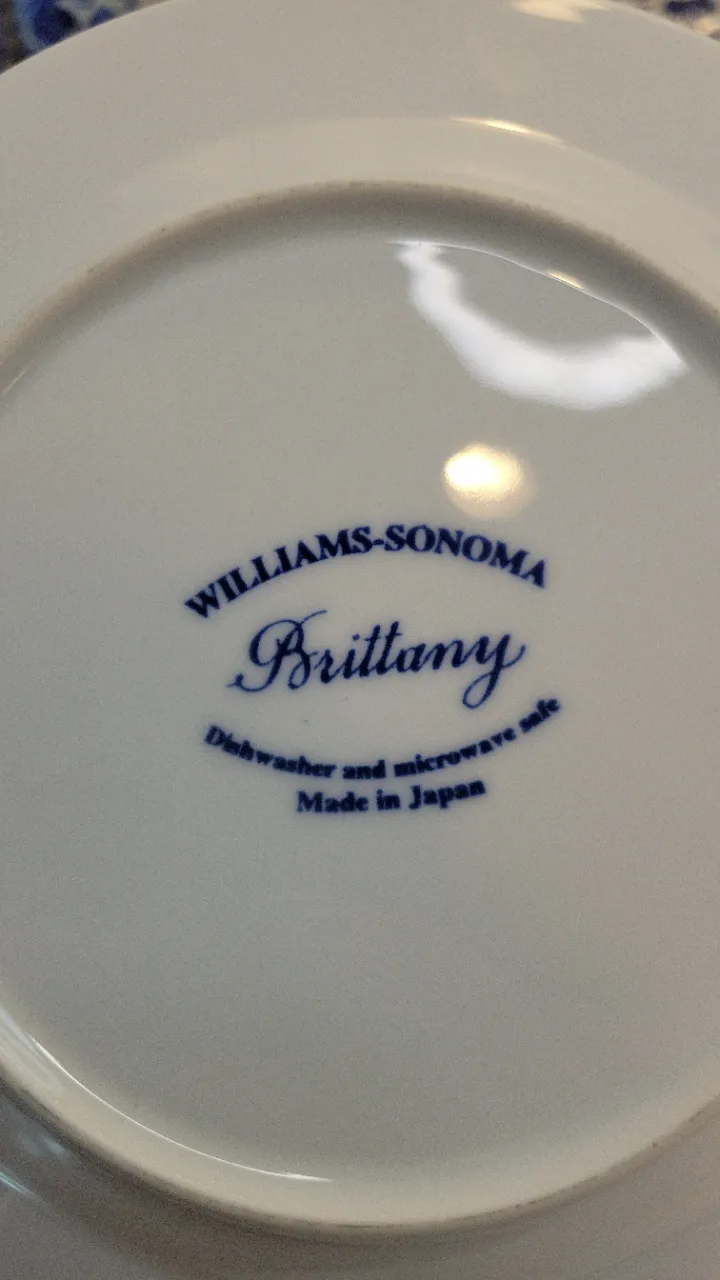 WILLIAMS-SONOMA
Brittany
Dishwasher and microwave safe
Made in Japan